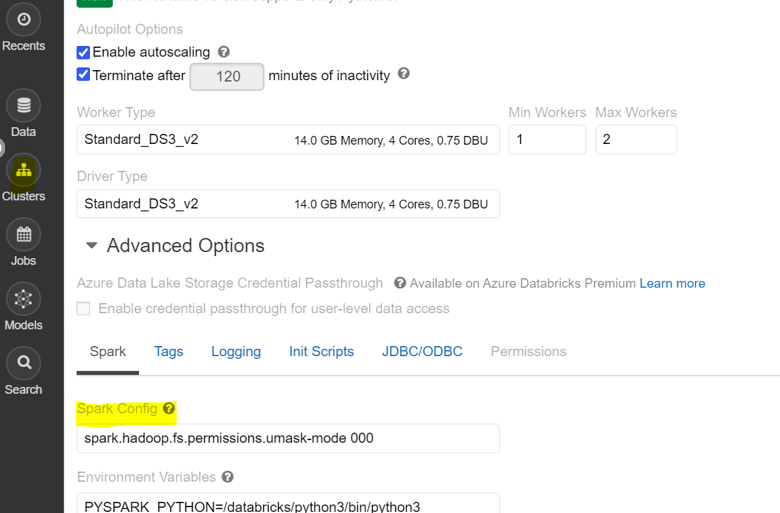 Recents
Data
Clusters
Jobs
Models
Search
Autopilot Options
Enable autoscaling ?
Terminate after 120 minutes of inactivity ?
Worker Type Min Workers Max Workers
Standard_DS3_v2 14.0 GB Memory, 4 Cores, 0.75 DBU 1 2
Driver Type
Standard_DS3_v2 14.0 GB Memory, 4 Cores, 0.75 DBU
Advanced Options
Azure Data Lake Storage Credential Passthrough ? Available on Azure Databricks Premium Learn more
Enable credential passthrough for user-level data access
Spark Tags Logging Init Scripts JDBC/ODBC Permissions
Spark Config ?
spark.hadoop.fs.permissions.umask-mode 000
Environment Variables ?
PYSPARK_PYTHON=/databricks/python3/bin/python3